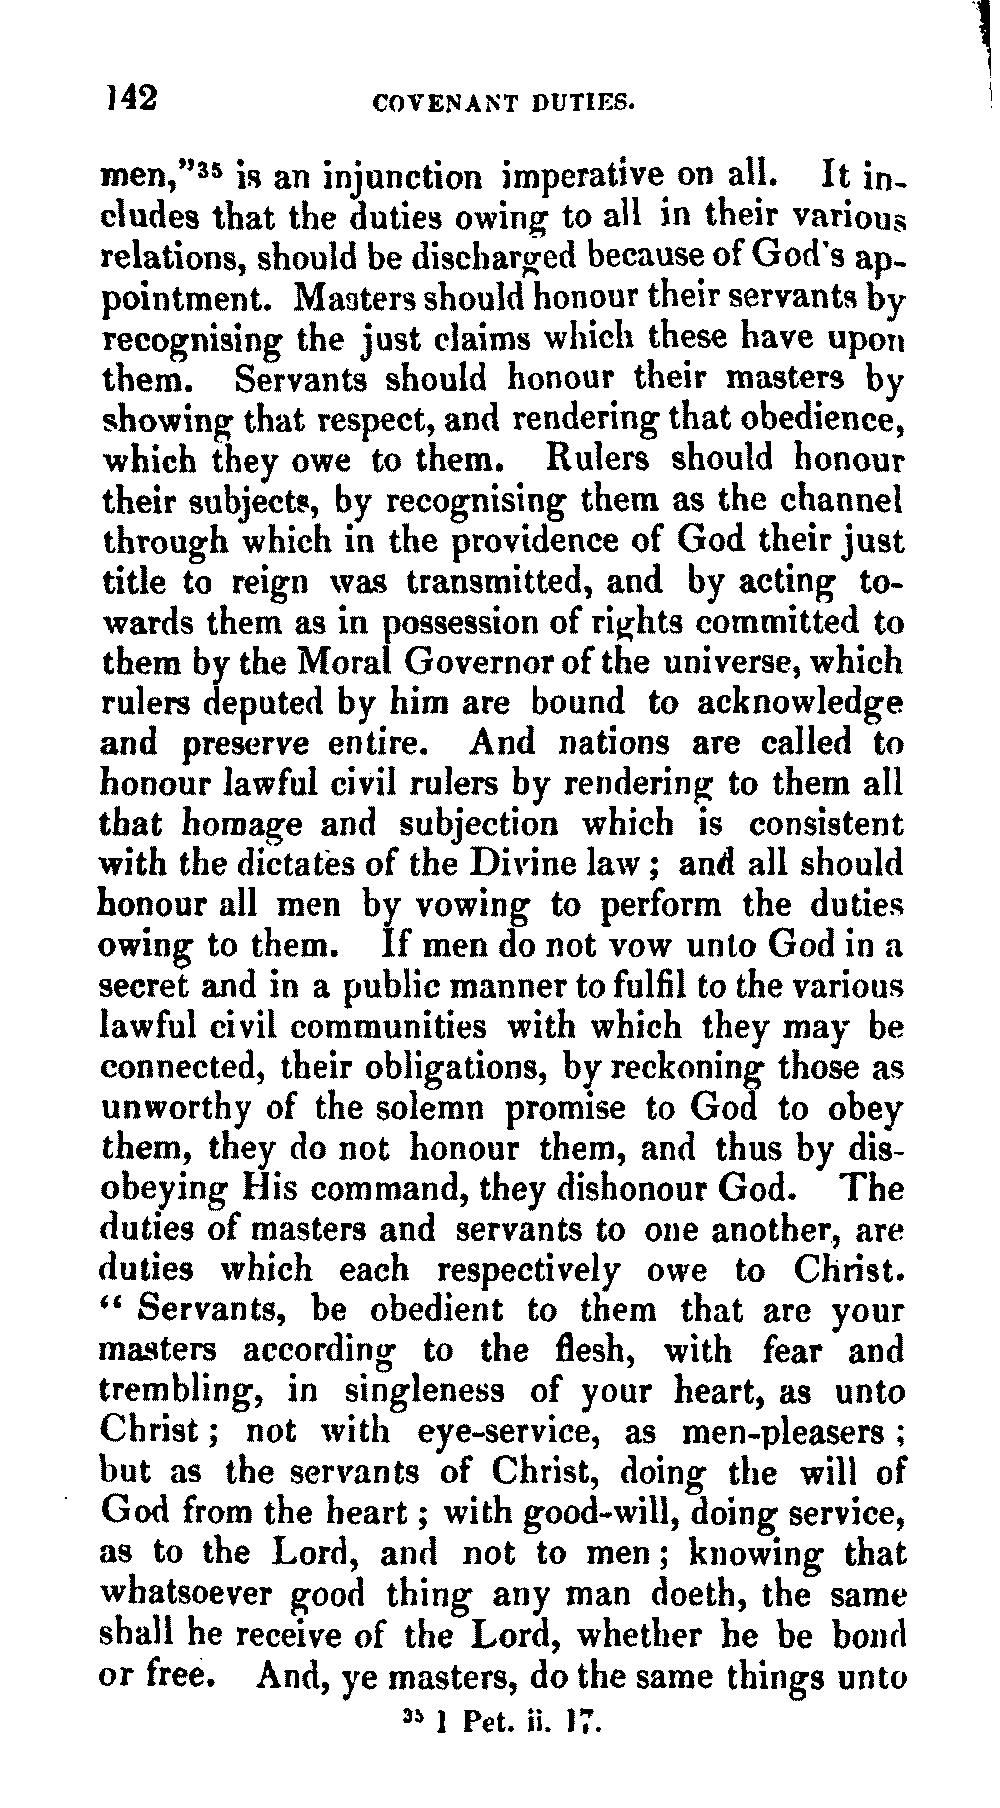 142 COVENANT DUTIES.
men,"³⁵ is an injunction imperative on all. It in-
cludes that the duties owing to all in their various
relations, should be discharged because of God's ap-
pointment. Masters should honour their servants by
recognising the just claims which these have upon
them. Servants should honour their masters by
showing that respect, and rendering that obedience,
which they owe to them. Rulers should honour
their subjects, by recognising them as the channel
through which in the providence of God their just
title to reign was transmitted, and by acting to-
wards them as in possession of rights committed to
them by the Moral Governor of the universe, which
rulers deputed by him are bound to acknowledge
and preserve entire. And nations are called to
honour lawful civil rulers by rendering to them all
that homage and subjection which is consistent
with the dictates of the Divine law; and all should
honour all men by vowing to perform the duties
owing to them. If men do not vow unto God in a
secret and in a public manner to fulfil to the various
lawful civil communities with which they may be
connected, their obligations, by reckoning those as
unworthy of the solemn promise to God to obey
them, they do not honour them, and thus by dis-
obeying His command, they dishonour God. The
duties of masters and servants to one another, are
duties which each respectively owe to Christ.
“ Servants, be obedient to them that are your
masters according to the flesh, with fear and
trembling, in singleness of your heart, as unto
Christ; not with eye-service, as men-pleasers;
but as the servants of Christ, doing the will of
God from the heart; with good-will, doing service,
as to the Lord, and not to men; knowing that
whatsoever good thing any man doeth, the same
shall he receive of the Lord, whether he be bond
or free. And, ye masters, do the same things unto
³⁵ 1 Pet. ii. 17.